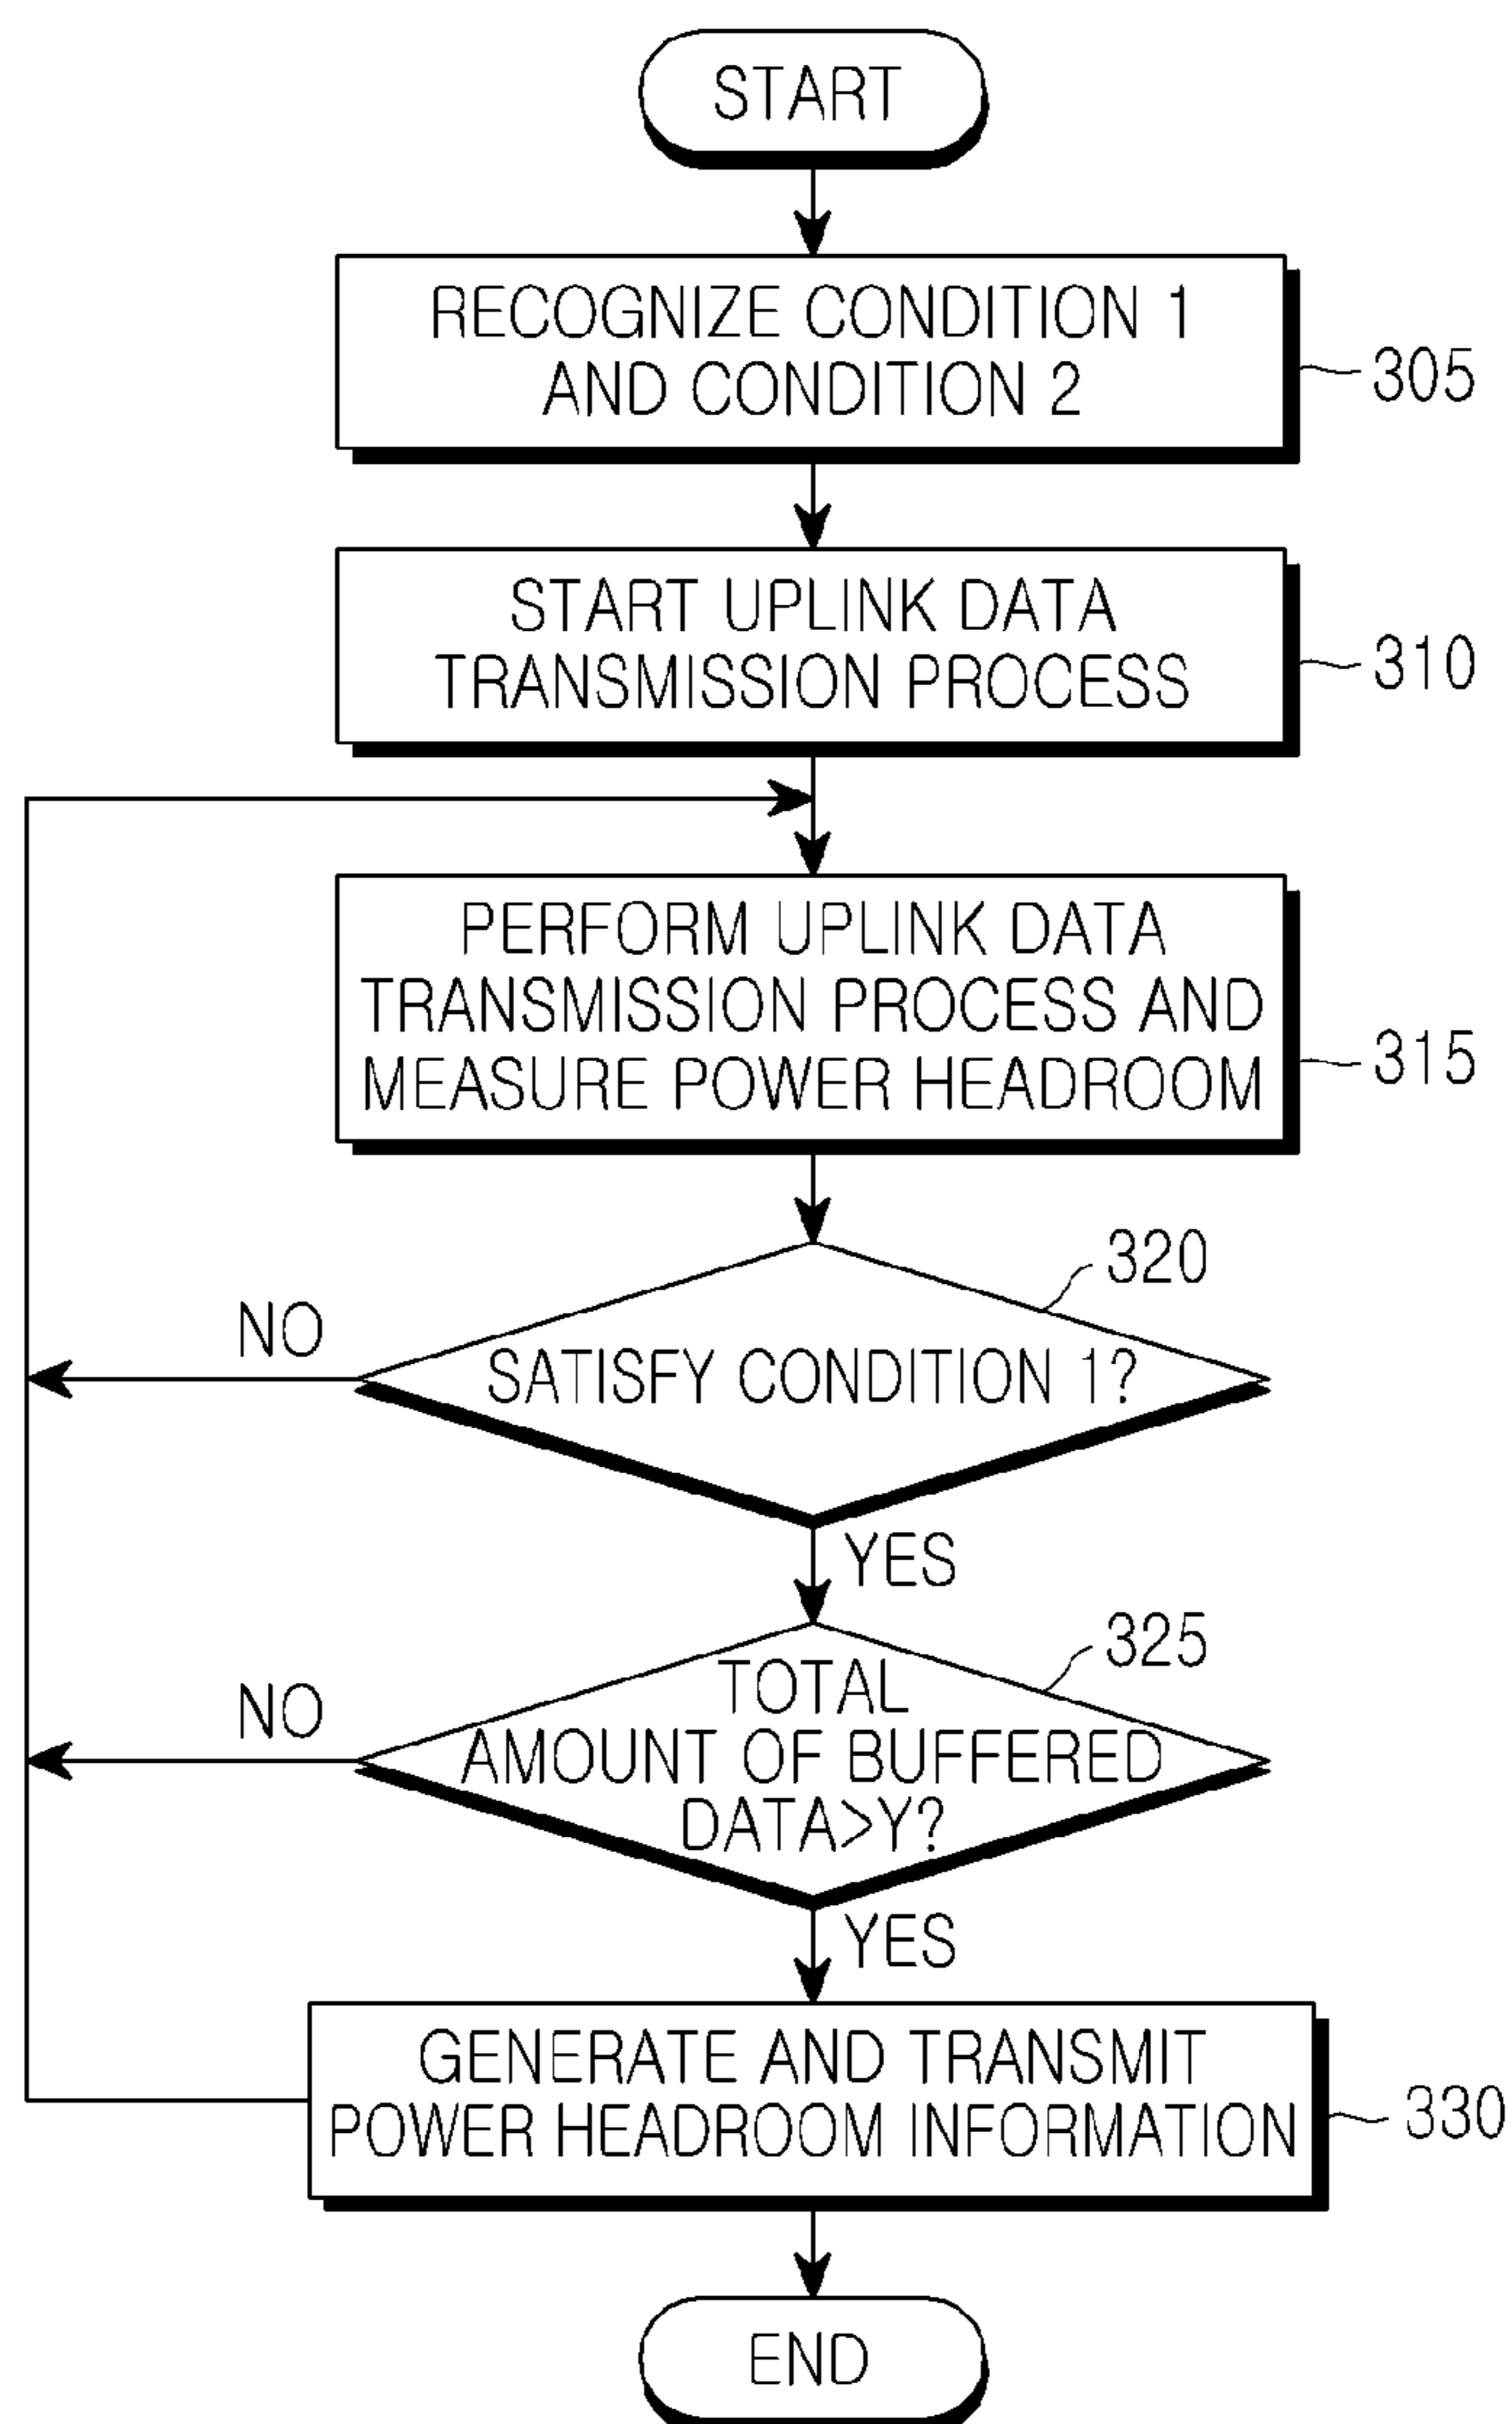 START
RECOGNIZE CONDITION 1
AND CONDITION 2
305
START UPLINK DATA
TRANSMISSION PROCESS
310
PERFORM UPLINK DATA
TRANSMISSION PROCESS AND
MEASURE POWER HEADROOM
315
320
NO
SATISFY CONDITION 1?
YES
325
NO
TOTAL
AMOUNT OF BUFFERED
DATA>Y?
YES
GENERATE AND TRANSMIT
POWER HEADROOM INFORMATION
330
END